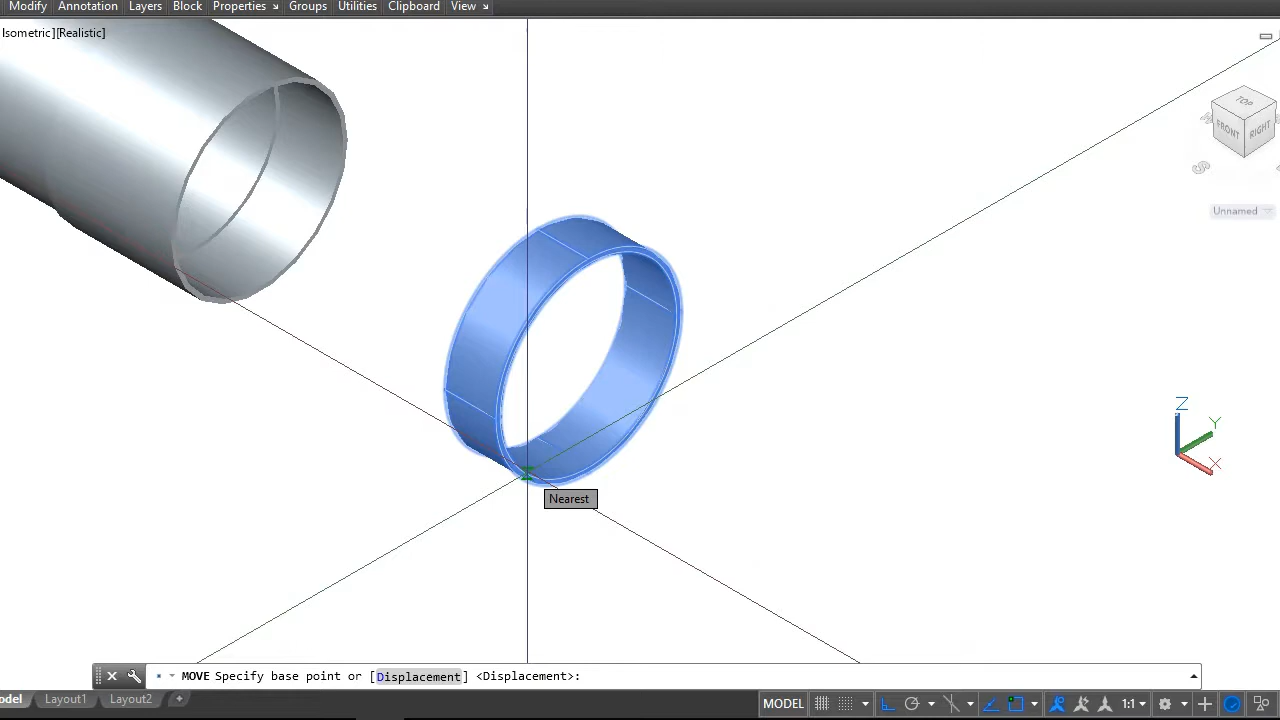 Modify Annotation Layers Block Properties Groups Utilities Clipboard View
Isometric][Realistic]
TOP
FRONT RIGHT
S
Unnamed
Z
Y
X
Nearest
MOVE Specify base point or [Displacement] <Displacement>:
odel Layout1 Layout2 +
MODEL 1:1